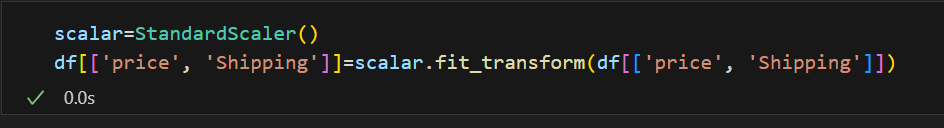 scalar=StandardScaler()
df[['price', 'Shipping']]=scalar.fit_transform(df[['price', 'Shipping']])
0.0s